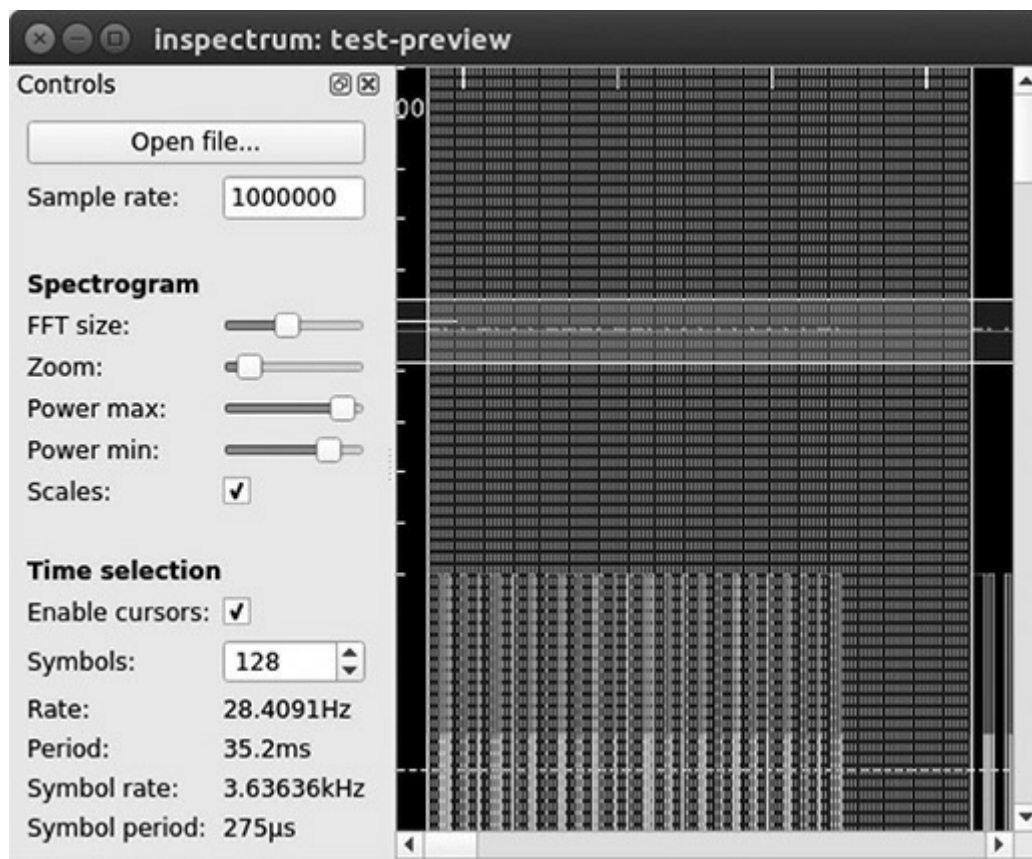 inspectrum: test-preview
Controls
00
Open file...
Sample rate: 1000000
Spectrogram
FFT size:
Zoom:
Power max:
Power min:
Scales:
Time selection
Enable cursors:
Symbols: 128
Rate: 28.4091Hz
Period: 35.2ms
Symbol rate: 3.63636kHz
Symbol period: 275µs